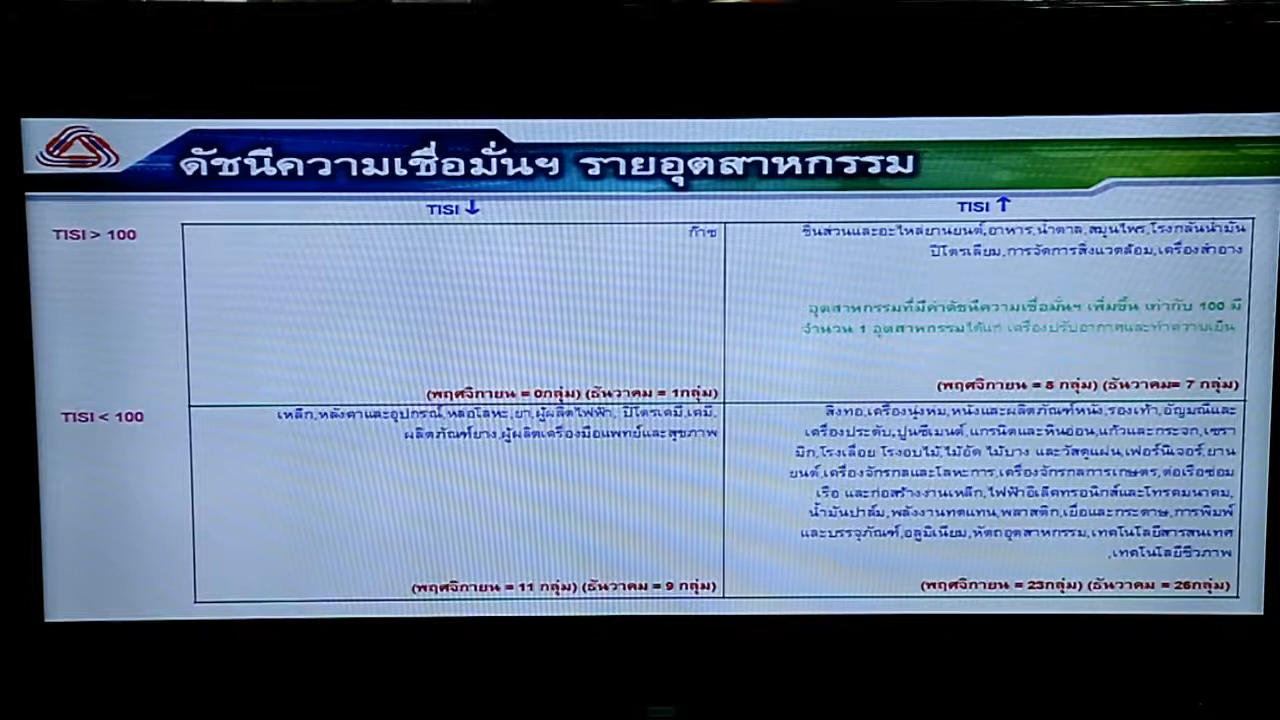 ดัชนีความเชื่อมั่นฯ รายอุตสาหกรรม
TISI ↓
TISI ↑
TISI > 100
ก๊าซ
ชิ้นส่วนและอะไหล่ยานยนต์,อาหาร,น้ำตาล,สมุนไพร,โรงกลั่นน้ำมัน
ปิโตรเลียม,การจัดการสิ่งแวดล้อม,เครื่องสำอาง
อุตสาหกรรมที่มีค่าดัชนีความเชื่อมั่นฯ เพิ่มขึ้น เท่ากับ 100 มี
จำนวน 1 อุตสาหกรรมได้แก่ เครื่องปรับอากาศและทำความเย็น
(พฤศจิกายน = 0กลุ่ม) (ธันวาคม = 1กลุ่ม)
(พฤศจิกายน = 8 กลุ่ม) (ธันวาคม= 7 กลุ่ม)
TISI < 100
เหล็ก,หลังคาและอุปกรณ์,หล่อโลหะ,ยา,ผู้ผลิตไฟฟ้า, ปิโตรเคมี,เคมี,
ผลิตภัณฑ์ยาง,ผู้ผลิตเครื่องมือแพทย์และสุขภาพ
สิ่งทอ,เครื่องนุ่งห่ม,หนังและผลิตภัณฑ์หนัง,รองเท้า,อัญมณีและ
เครื่องประดับ,ปูนซีเมนต์,แกรนิตและหินอ่อน,แก้วและกระจก,เซรา
มิก,โรงเลื่อย โรงอบไม้,ไม้อัด ไม้บาง และวัสดุแผ่น,เฟอร์นิเจอร์,ยาน
ยนต์,เครื่องจักรกลและโลหะการ,เครื่องจักรกลการเกษตร,ต่อเรือซ่อม
เรือ และก่อสร้างงานเหล็ก,ไฟฟ้าอิเล็คทรอนิกส์และโทรคมนาคม,
น้ำมันปาล์ม,พลังงานทดแทน,พลาสติก,เยื่อและกระดาษ,การพิมพ์
และบรรจุภัณฑ์,อลูมิเนียม,หัตถอุตสาหกรรม,เทคโนโลยีสารสนเทศ
,เทคโนโลยีชีวภาพ
(พฤศจิกายน = 11 กลุ่ม) (ธันวาคม = 9 กลุ่ม)
(พฤศจิกายน = 23กลุ่ม) (ธันวาคม = 26กลุ่ม)